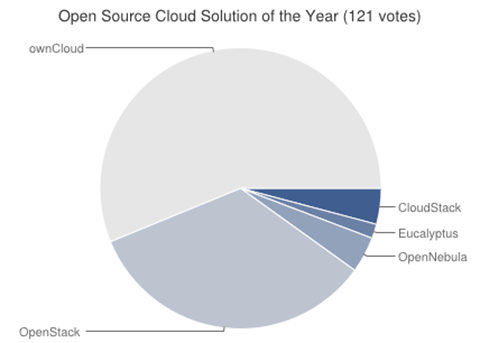 Open Source Cloud Solution of the Year (121 votes)
ownCloud
CloudStack
Eucalyptus
OpenNebula
OpenStack